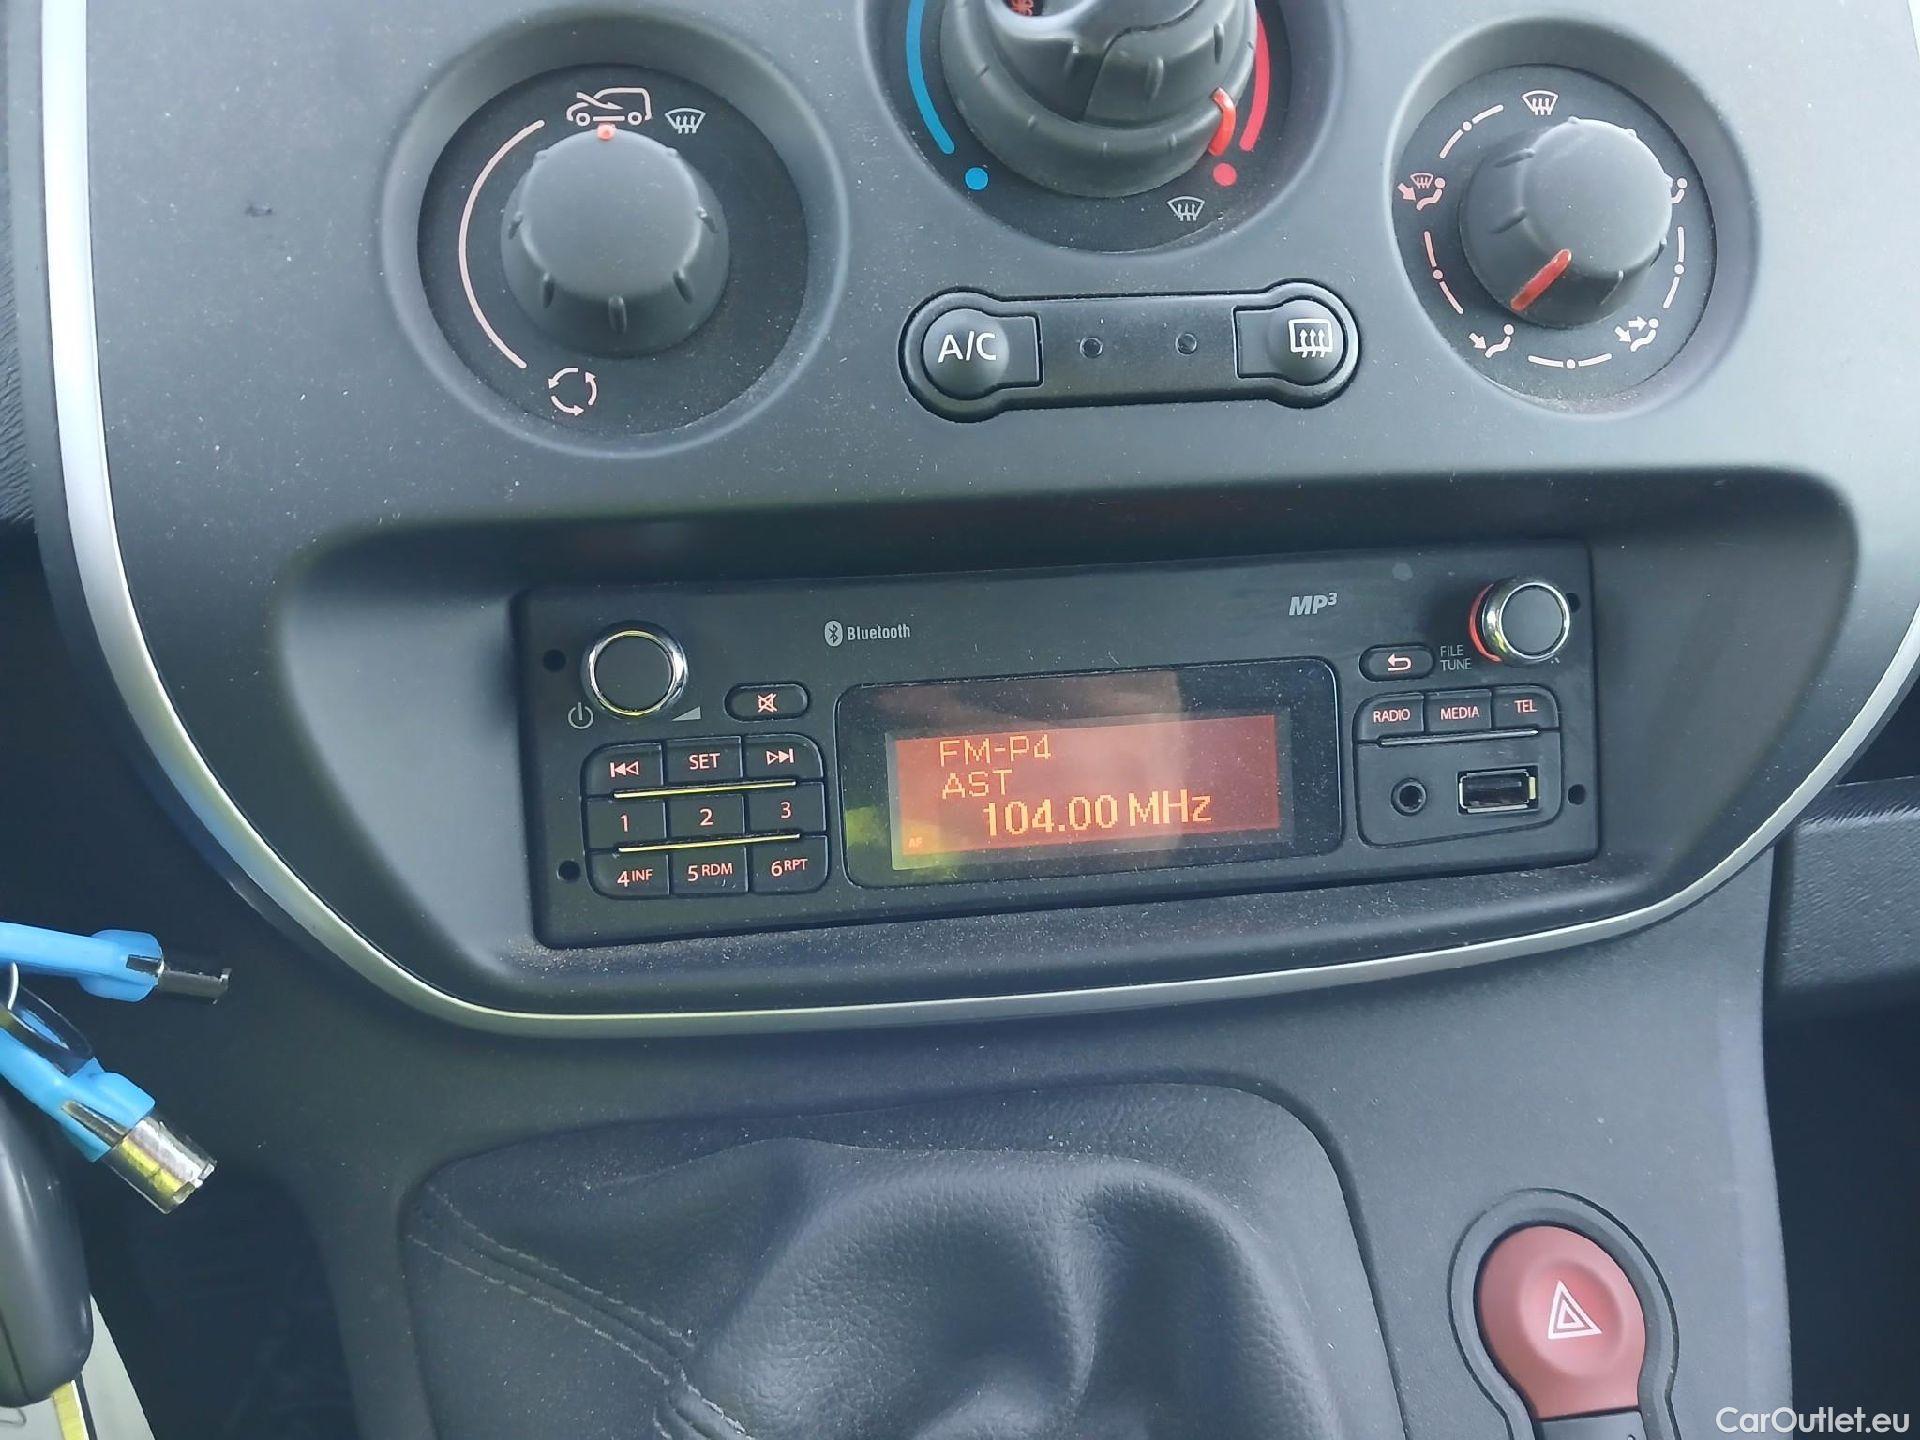 A/C
Bluetooth
MP3
FILE
TUNE
RADIO MEDIA TEL
SET
1 2 3
4 INF 5 RDM 6 RPT
FM-P4
AST
104.00 MHz
AF
CarOutlet.eu